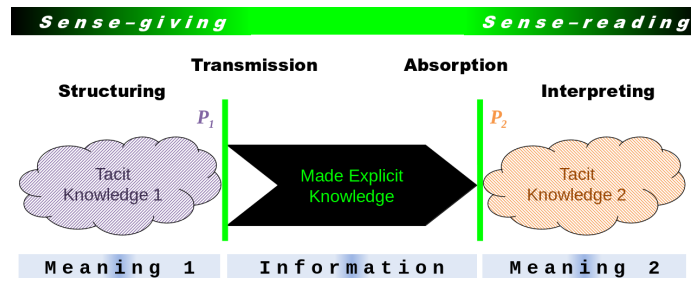 Sense–giving Sense–reading
Transmission Absorption
Structuring Interpreting
P1 P2
Tacit Made Explicit Tacit
Knowledge 1 Knowledge Knowledge 2
Meaning 1 Information Meaning 2